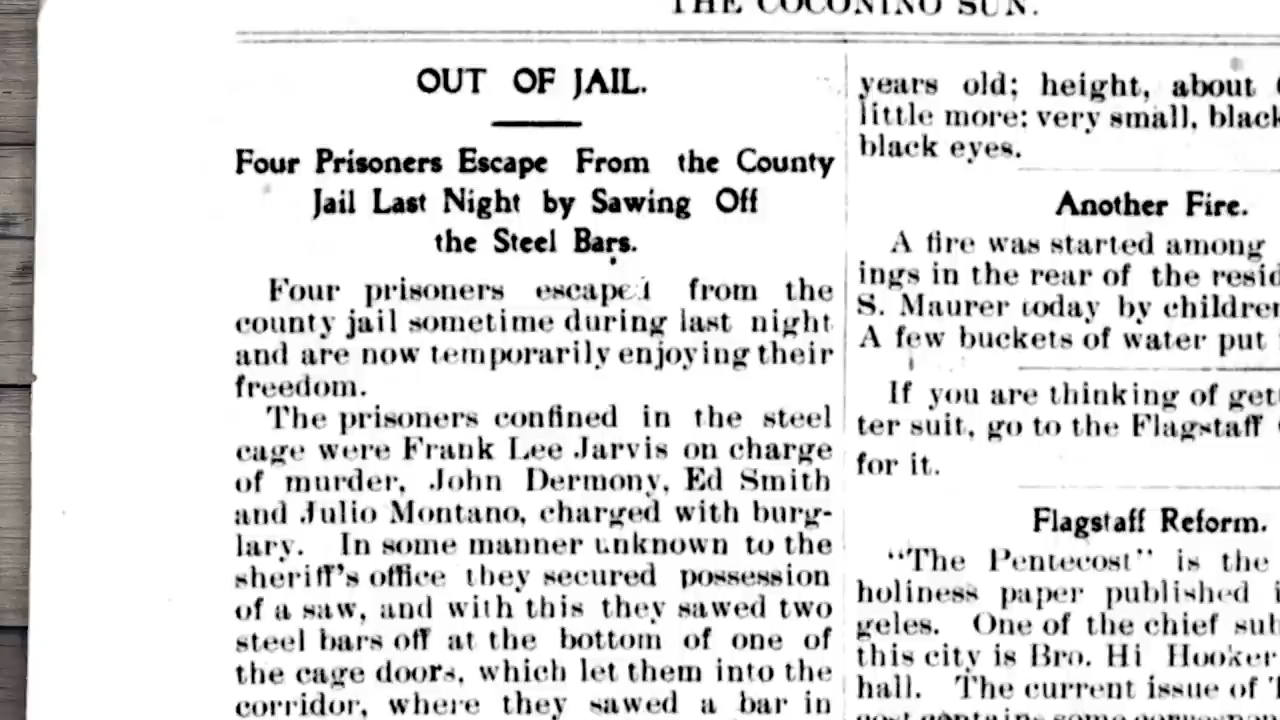 THE COCONINO SUN.
OUT OF JAIL.
Four Prisoners Escape From the County
Jail Last Night by Sawing Off
the Steel Bars.
Four prisoners escaped from the
county jail sometime during last night
and are now temporarily enjoying their
freedom.
The prisoners confined in the steel
cage were Frank Lee Jarvis on charge
of murder, John Dermony, Ed Smith
and Julio Montano, charged with burg-
lary. In some manner unknown to the
sheriff's office they secured possession
of a saw, and with this they sawed two
steel bars off at the bottom of one of
the cage doors, which let them into the
corridor, where they sawed a bar in
years old; height, about
little more; very small, black
black eyes.
Another Fire.
A fire was started among
ings in the rear of the resid
S. Maurer today by children
A few buckets of water put
If you are thinking of get
ter suit, go to the Flagstaff
for it.
Flagstaff Reform.
"The Pentecost" is the
holiness paper published i
geles. One of the chief sub
this city is Bro. Hi Hooker
hall. The current issue of T